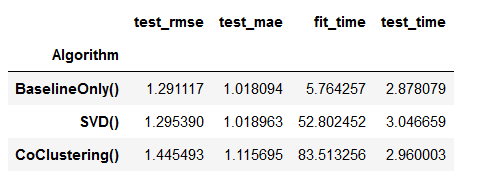 test_rmse test_mae fit_time test_time
Algorithm
BaselineOnly() 1.291117 1.018094 5.764257 2.878079
SVD() 1.295390 1.018963 52.802452 3.046659
CoClustering() 1.445493 1.115695 83.513256 2.960003